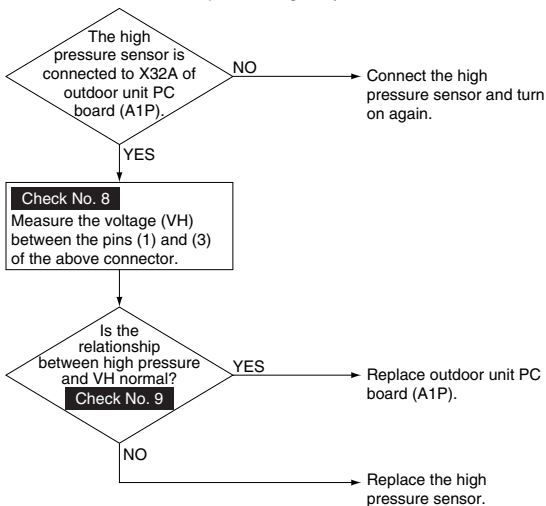 The high
pressure sensor is
connected to X32A of
outdoor unit PC
board (A1P).
NO
Connect the high
pressure sensor and turn
on again.
YES
Check No. 8
Measure the voltage (VH)
between the pins (1) and (3)
of the above connector.
Is the
relationship
between high pressure
and VH normal?
Check No. 9
YES
Replace outdoor unit PC
board (A1P).
NO
Replace the high
pressure sensor.